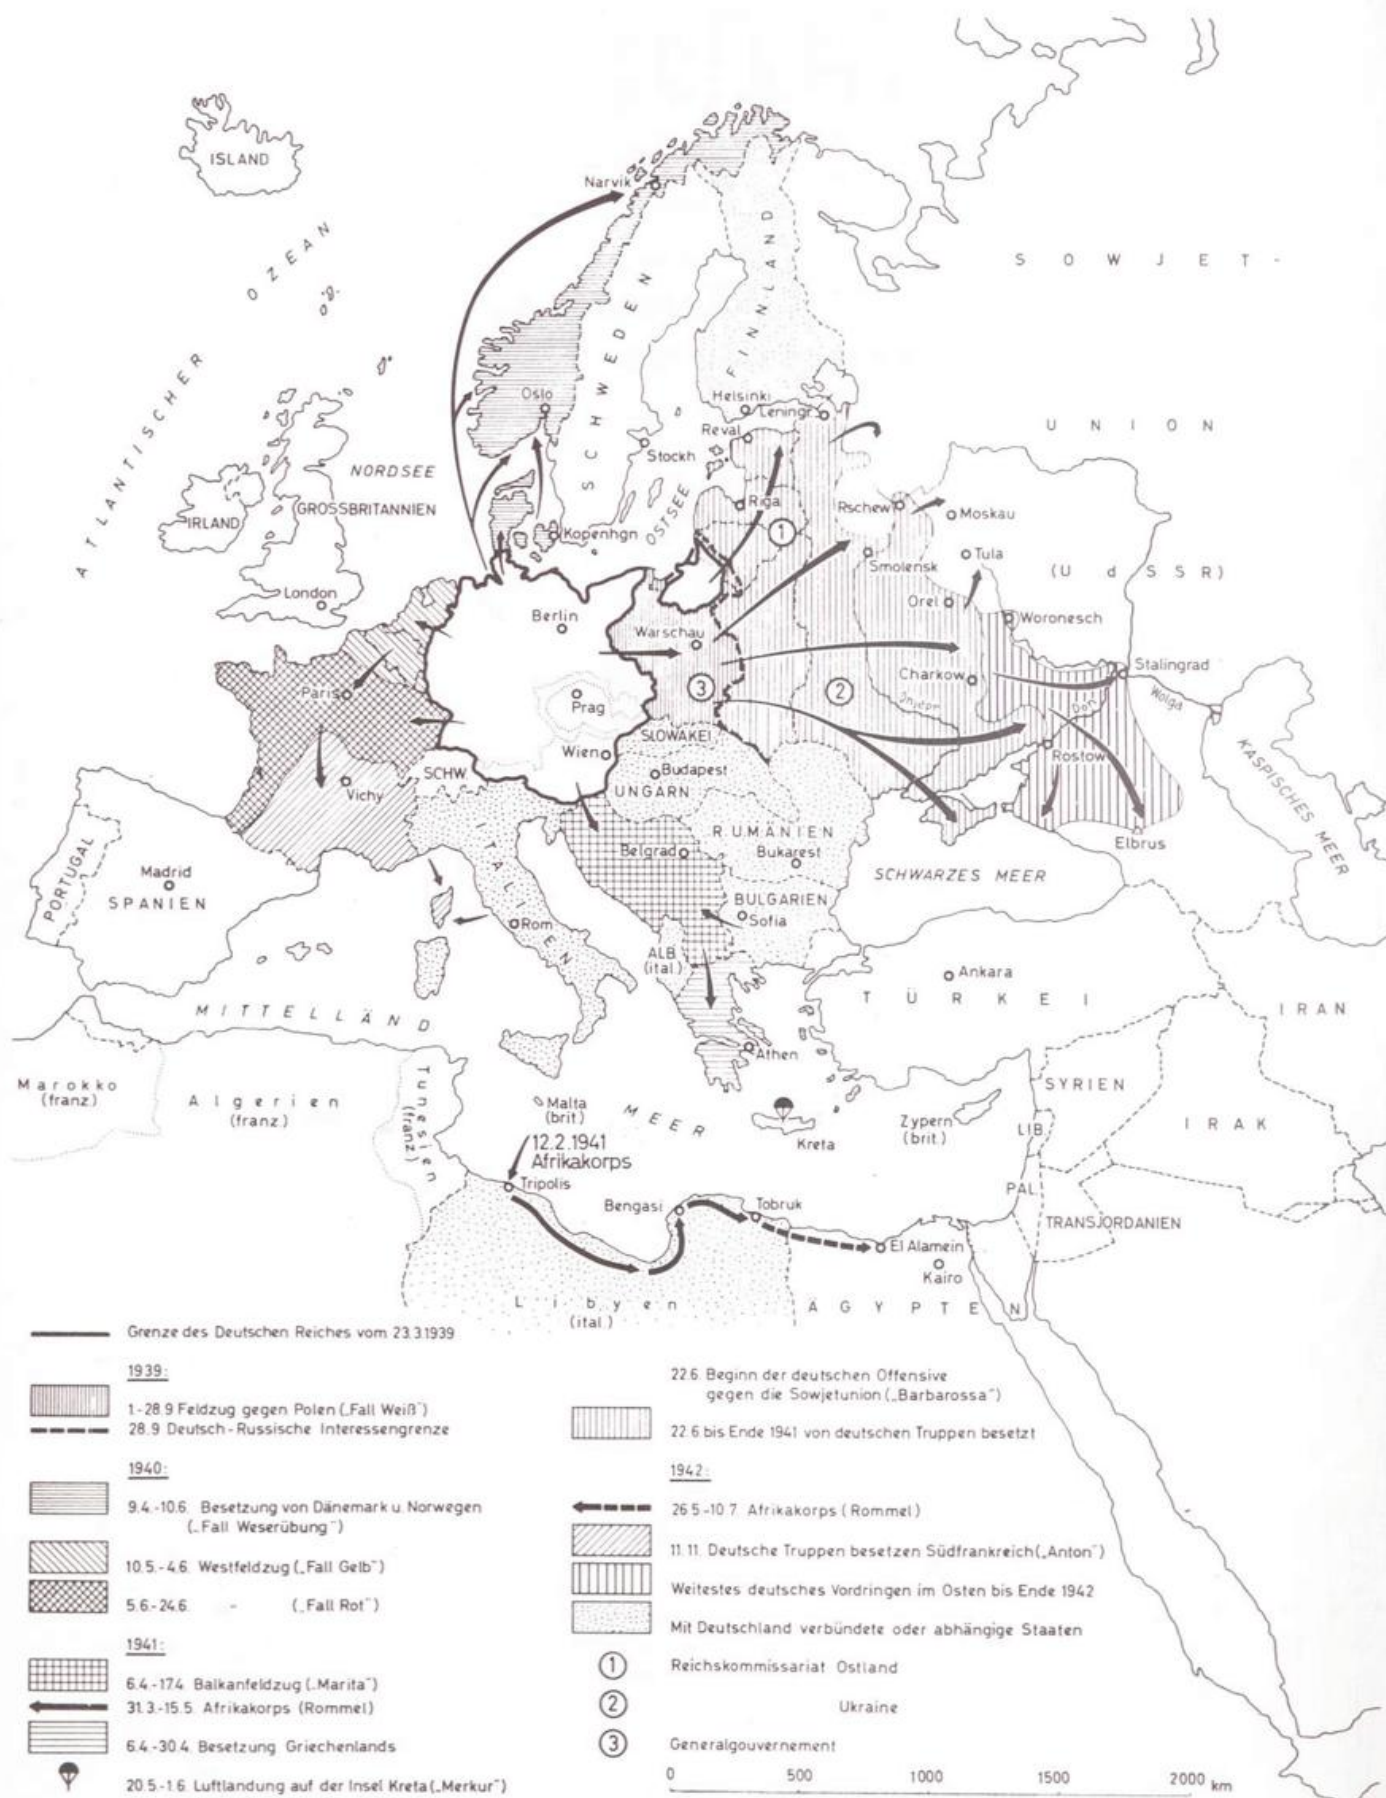 ISLAND
Narvik
OZEAN
ATLANTISCHER
SOWJET-
UNION
(UdSSR)
FINNLAND
SCHWEDEN
Oslo
Helsinki
Leningr.
Reval
Stockh
NORDSEE
OSTSEE
Riga
1
Rschew
Moskau
IRLAND
GROSSBRITANNIEN
Kopenhgn
Tula
Smolensk
London
Berlin
Orel
Woronesch
Warschau
Stalingrad
Charkow
Paris
Prag
3
2
Dnjepr
Don
Wolga
SLOWAKEI
Wien
Rostow
KASPISCHES MEER
SCHW.
Budapest
UNGARN
Vichy
ITALIEN
RUMÄNIEN
Belgrad
Bukarest
Elbrus
PORTUGAL
Madrid
SPANIEN
SCHWARZES MEER
BULGARIEN
Sofia
Rom
ALB.
(ital.)
Ankara
TÜRKEI
IRAN
MITTELLÄND
MEER
Athen
Marokko
(franz.)
Algerien
(franz.)
Tunesien
(franz.)
SYRIEN
Malta
(brit.)
Kreta
Zypern
(brit.)
LIB.
IRAK
12.2.1941
Afrikakorps
Tripolis
Bengasi
Tobruk
PAL.
TRANSJORDANIEN
El Alamein
Kairo
Libyen
(ital.)
ÄGYPTEN
Grenze des Deutschen Reiches vom 23.3.1939
1939:
1.-28.9. Feldzug gegen Polen („Fall Weiß")
28.9. Deutsch-Russische Interessengrenze
1940:
9.4.-10.6. Besetzung von Dänemark u. Norwegen
(„Fall Weserübung")
10.5.-4.6. Westfeldzug („Fall Gelb")
5.6.-24.6. - („Fall Rot")
1941:
6.4.-17.4. Balkanfeldzug („Marita")
31.3.-15.5. Afrikakorps (Rommel)
6.4.-30.4. Besetzung Griechenlands
20.5.-1.6. Luftlandung auf der Insel Kreta („Merkur")
22.6. Beginn der deutschen Offensive
gegen die Sowjetunion („Barbarossa")
22.6. bis Ende 1941 von deutschen Truppen besetzt
1942:
26.5.-10.7. Afrikakorps (Rommel)
11.11. Deutsche Truppen besetzen Südfrankreich („Anton")
Weitestes deutsches Vordringen im Osten bis Ende 1942
Mit Deutschland verbündete oder abhängige Staaten
1 Reichskommissariat Ostland
2 Ukraine
3 Generalgouvernement
0 500 1000 1500 2000 km